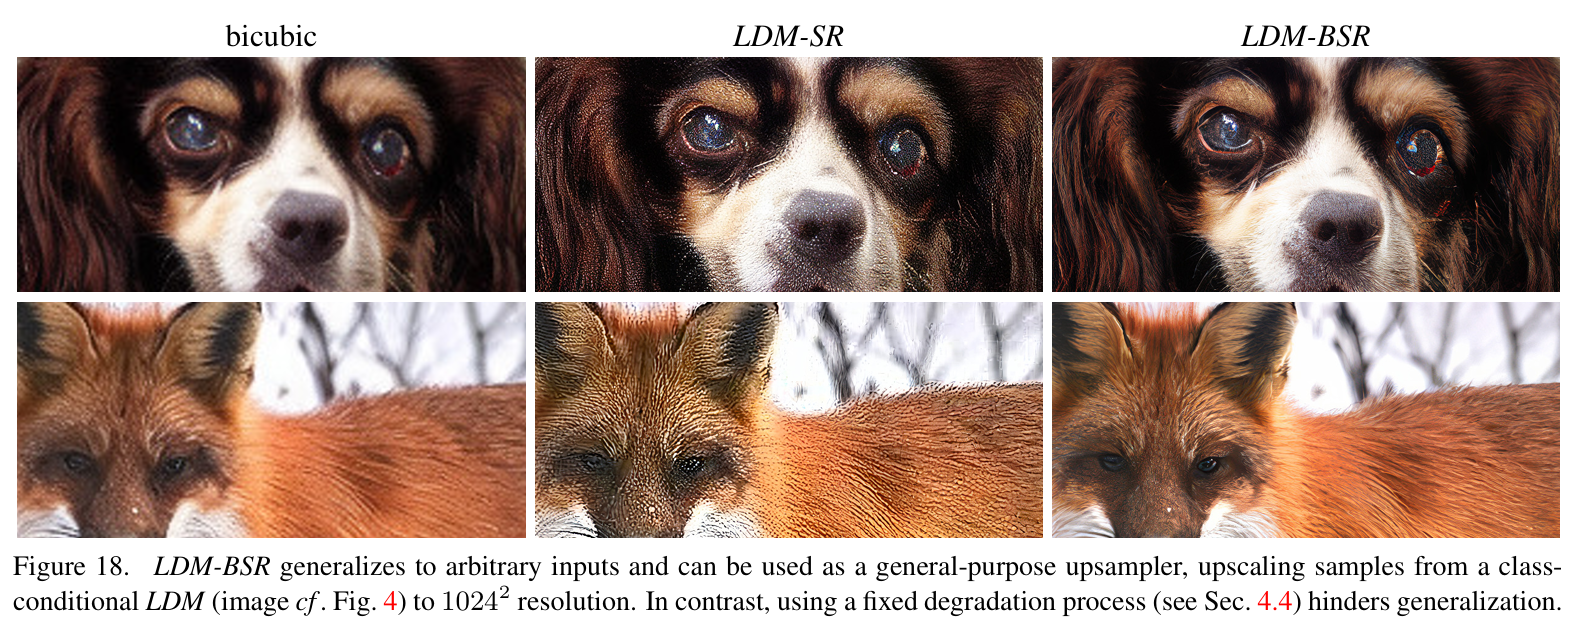 bicubic LDM-SR LDM-BSR
Figure 18. LDM-BSR generalizes to arbitrary inputs and can be used as a general-purpose upsampler, upscaling samples from a class-
conditional LDM (image cf. Fig. 4) to 1024² resolution. In contrast, using a fixed degradation process (see Sec. 4.4) hinders generalization.